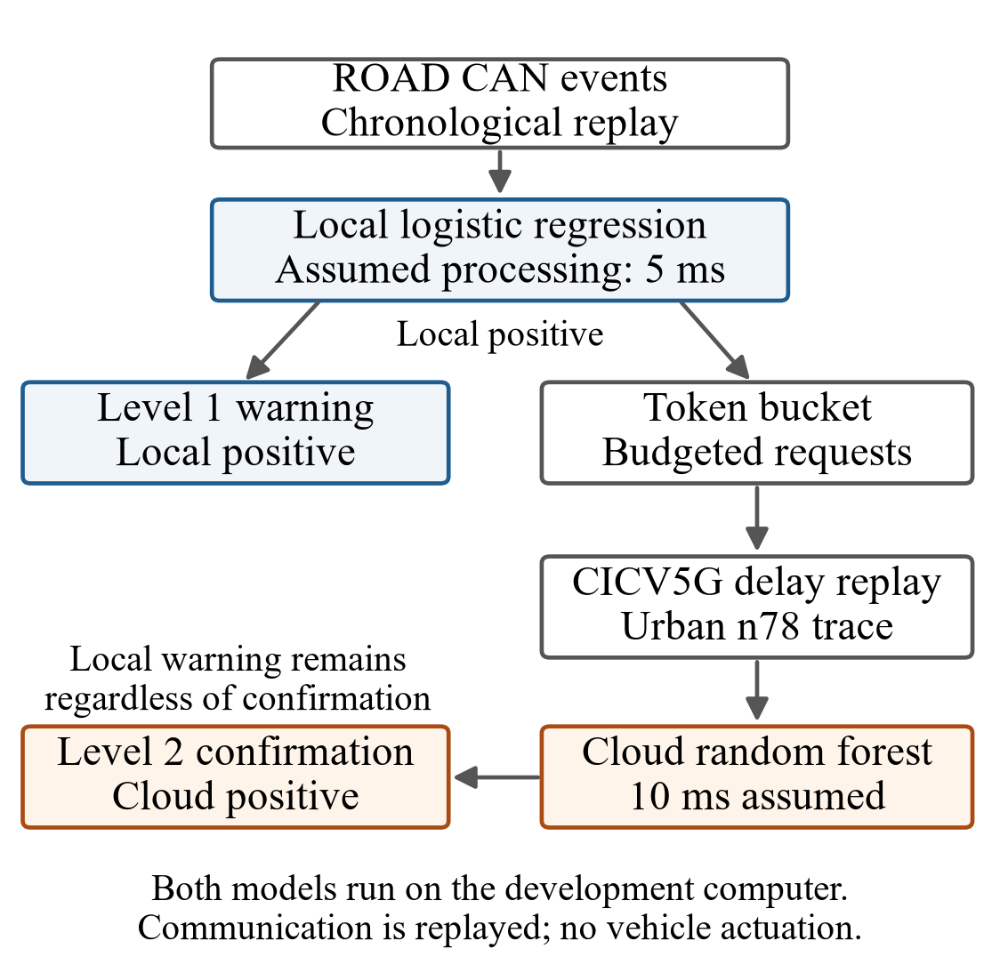 ROAD CAN events
Chronological replay
Local logistic regression
Assumed processing: 5 ms
Local positive
Level 1 warning
Local positive
Token bucket
Budgeted requests
CICV5G delay replay
Urban n78 trace
Local warning remains
regardless of confirmation
Level 2 confirmation
Cloud positive
Cloud random forest
10 ms assumed
Both models run on the development computer.
Communication is replayed; no vehicle actuation.